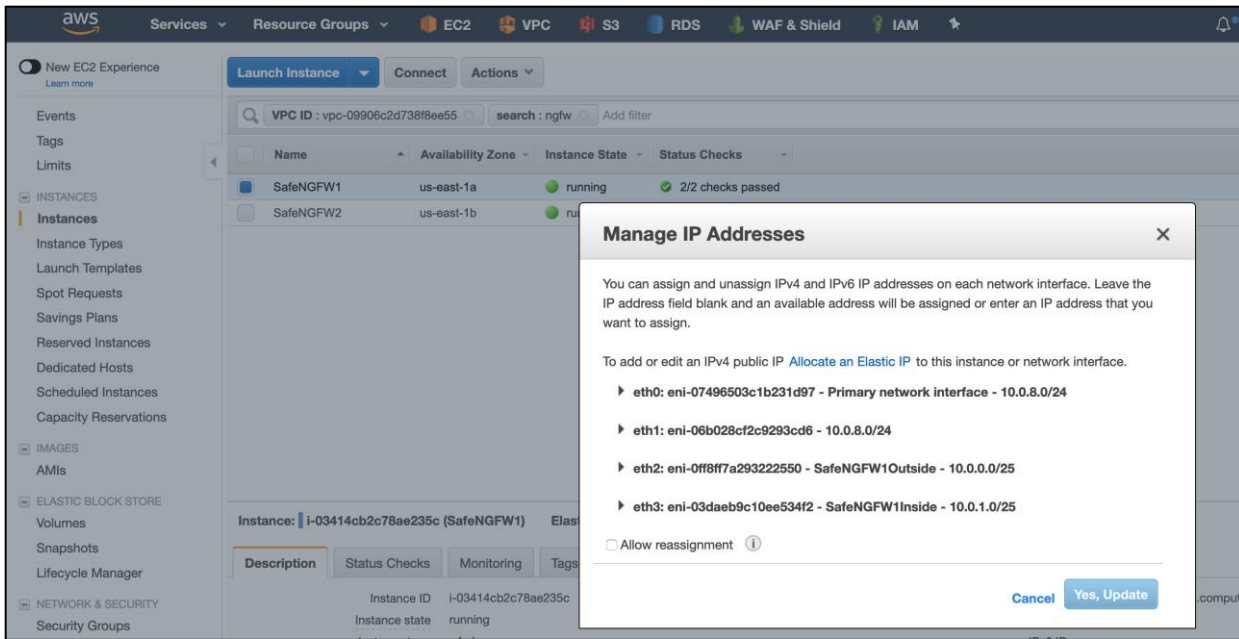 aws
Services
Resource Groups
EC2
VPC
S3
RDS
WAF & Shield
IAM
New EC2 Experience
Learn more
Events
Tags
Limits
INSTANCES
Instances
Instance Types
Launch Templates
Spot Requests
Savings Plans
Reserved Instances
Dedicated Hosts
Scheduled Instances
Capacity Reservations
IMAGES
AMIs
ELASTIC BLOCK STORE
Volumes
Snapshots
Lifecycle Manager
NETWORK & SECURITY
Security Groups
Launch Instance
Connect
Actions
VPC ID : vpc-09906c2d738f8ee55
search : ngfw
Add filter
Name Availability Zone Instance State Status Checks
SafeNGFW1 us-east-1a running 2/2 checks passed
SafeNGFW2 us-east-1b
Manage IP Addresses
You can assign and unassign IPv4 and IPv6 IP addresses on each network interface. Leave the
IP address field blank and an available address will be assigned or enter an IP address that you
want to assign.
To add or edit an IPv4 public IP Allocate an Elastic IP to this instance or network interface.
eth0: eni-07496503c1b231d97 - Primary network interface - 10.0.8.0/24
eth1: eni-06b028cf2c9293cd6 - 10.0.8.0/24
eth2: eni-0ff8ff7a293222550 - SafeNGFW1Outside - 10.0.0.0/25
eth3: eni-03daeb9c10ee534f2 - SafeNGFW1Inside - 10.0.1.0/25
Allow reassignment
Cancel
Yes, Update
Instance: i-03414cb2c78ae235c (SafeNGFW1) Elas
Description
Status Checks
Monitoring
Tags
Instance ID i-03414cb2c78ae235c
.comput
Instance state running